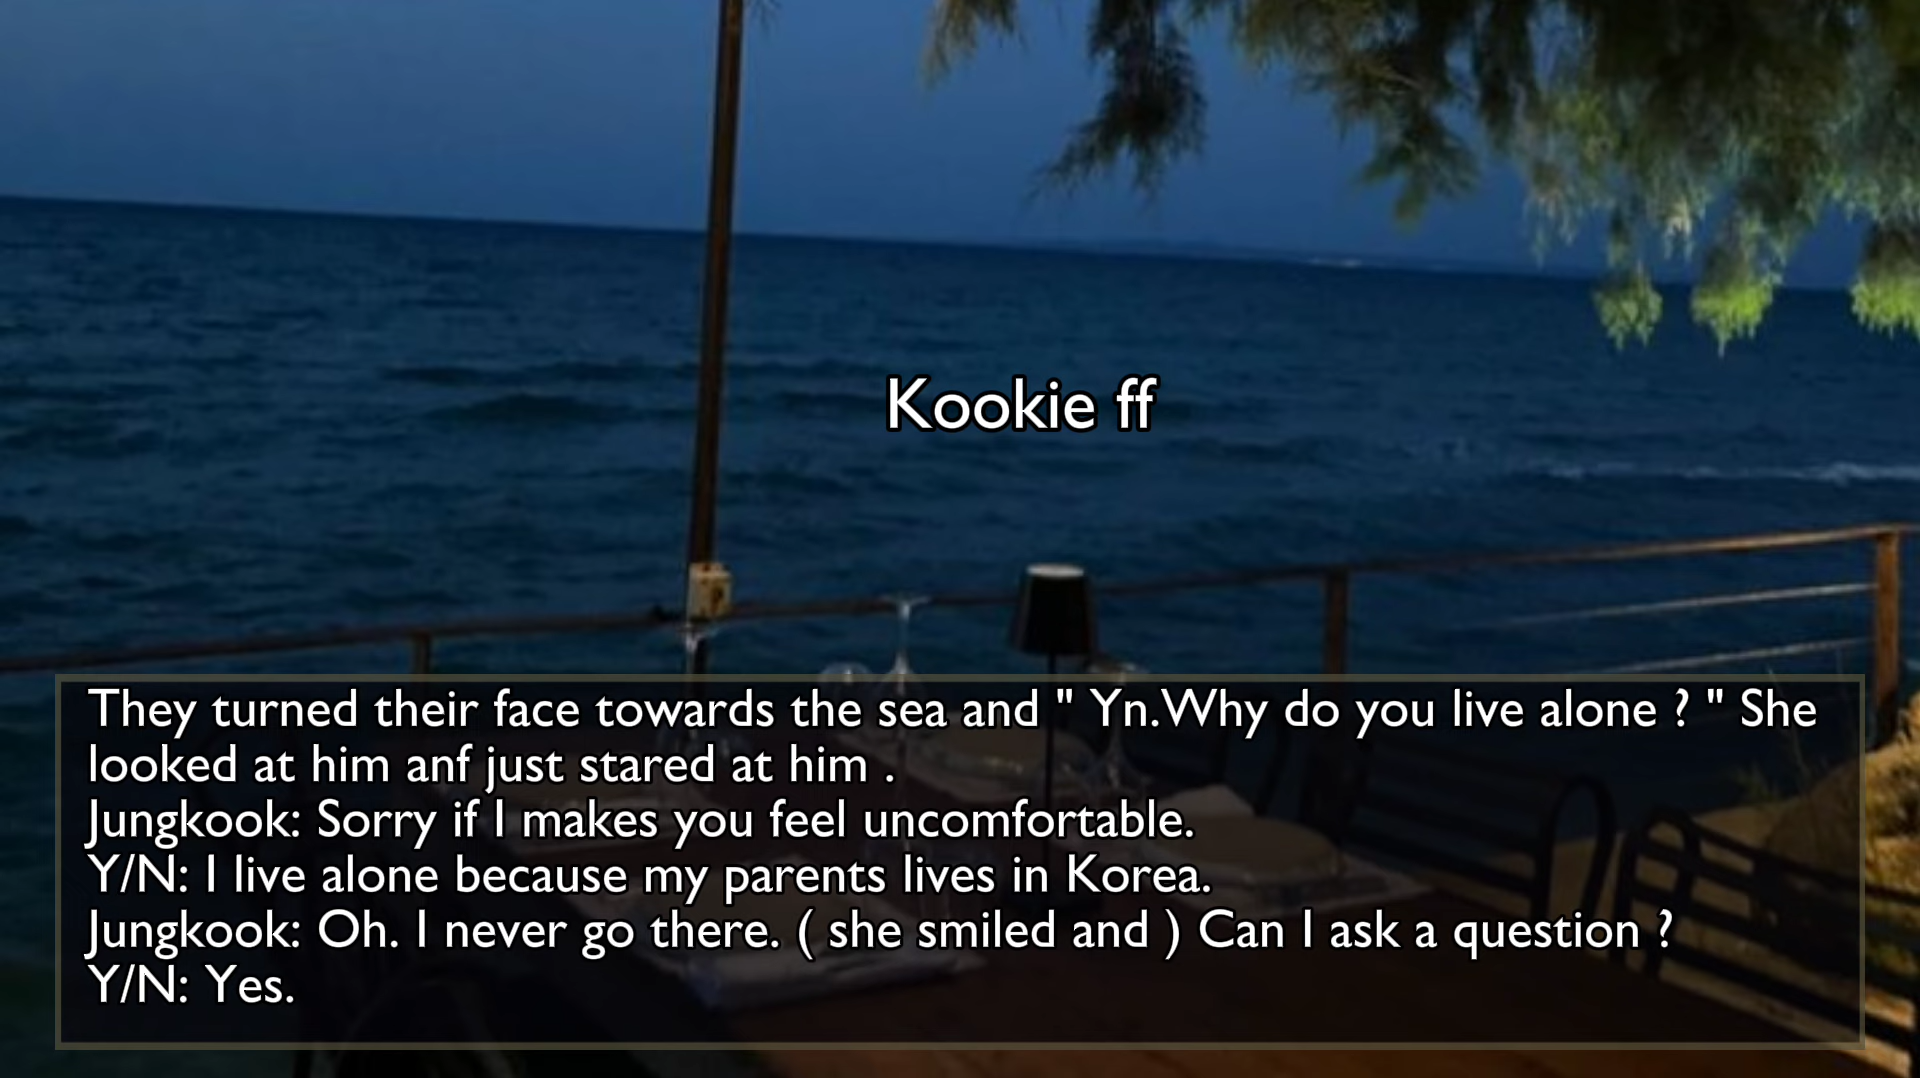 Kookie ff
They turned their face towards the sea and " Yn.Why do you live alone ? " She
looked at him anf just stared at him .
Jungkook: Sorry if I makes you feel uncomfortable.
Y/N: I live alone because my parents lives in Korea.
Jungkook: Oh. I never go there. ( she smiled and ) Can I ask a question ?
Y/N: Yes.